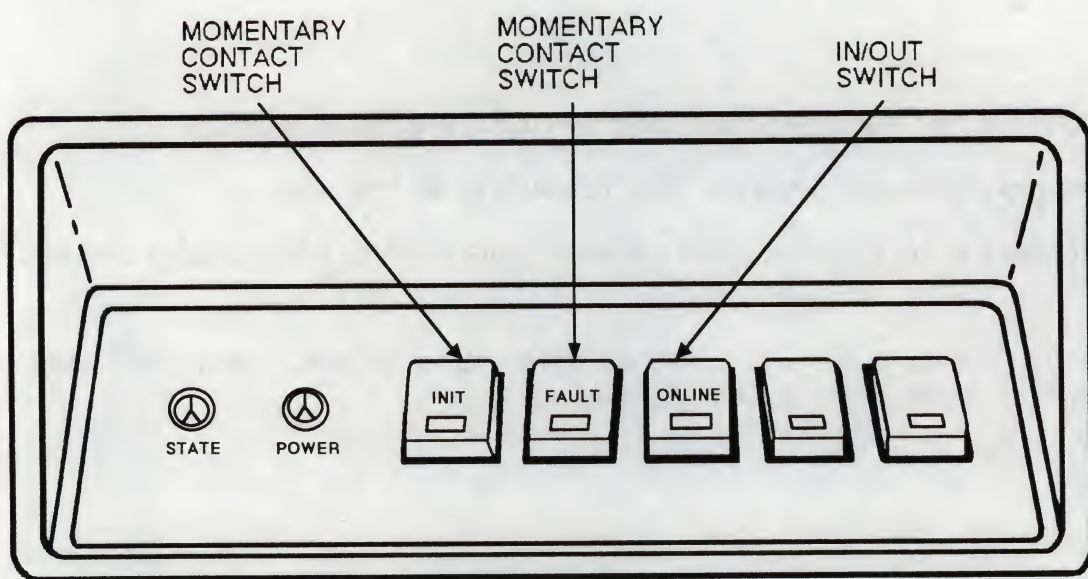 MOMENTARY
CONTACT
SWITCH
MOMENTARY
CONTACT
SWITCH
IN/OUT
SWITCH
INIT
FAULT
ONLINE
STATE
POWER